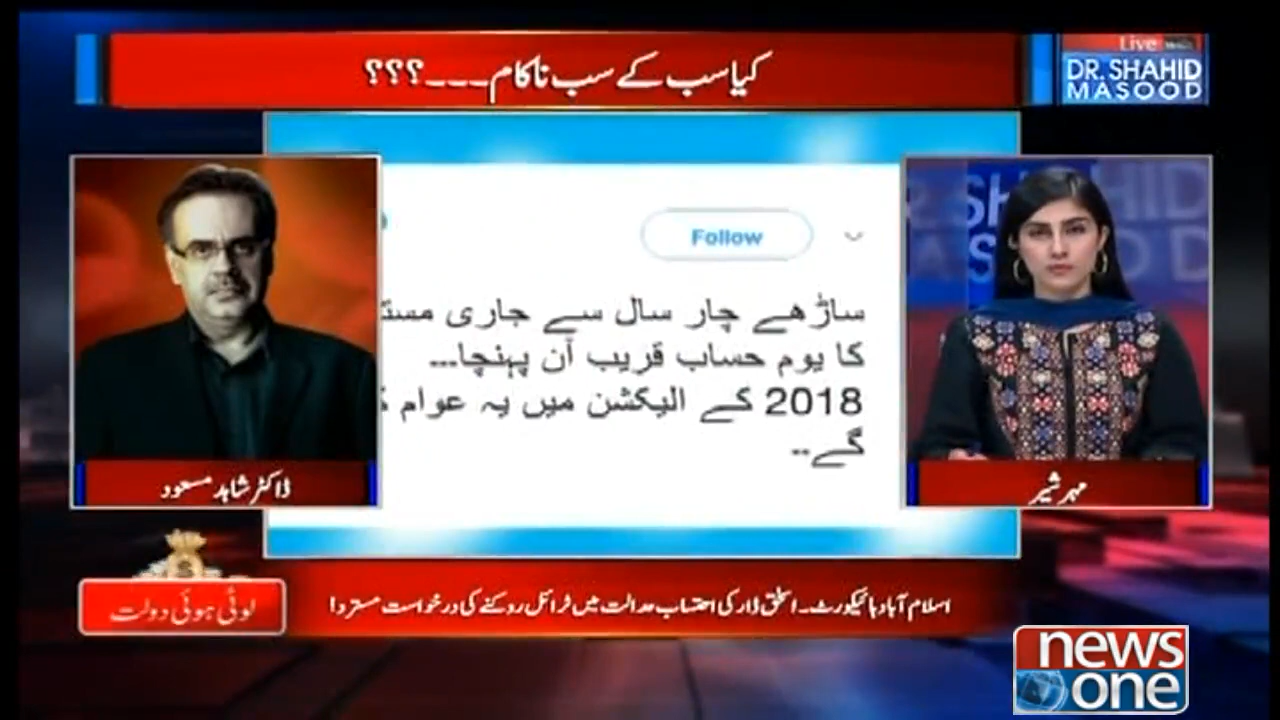 کیا سب کے سب ناکام ۔۔۔؟؟؟
Live with
DR. SHAHID
MASOOD
Follow
ساڑھے چار سال سے جاری
کا یوم حساب قریب آن پہنچا...
2018 کے الیکشن میں یہ عوام
گے..
ڈاکٹر شاہد مسعود
مہر شیر
لوٹی ہوئی دولت
اسلام آباد ہائیکورٹ۔ اسحٰق ڈار کی احتساب عدالت میں ٹرائل روکنے کی درخواست مسترد!
news
one